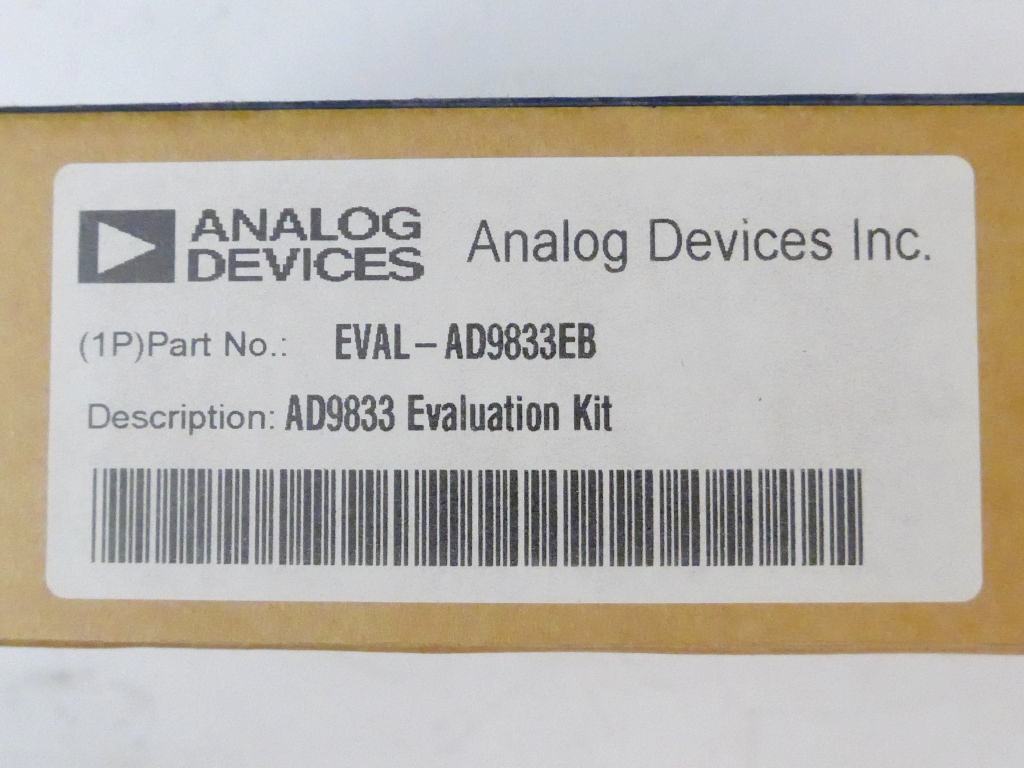 ANALOG
DEVICES
Analog Devices Inc.
(1P)Part No.: EVAL-AD9833EB
Description: AD9833 Evaluation Kit